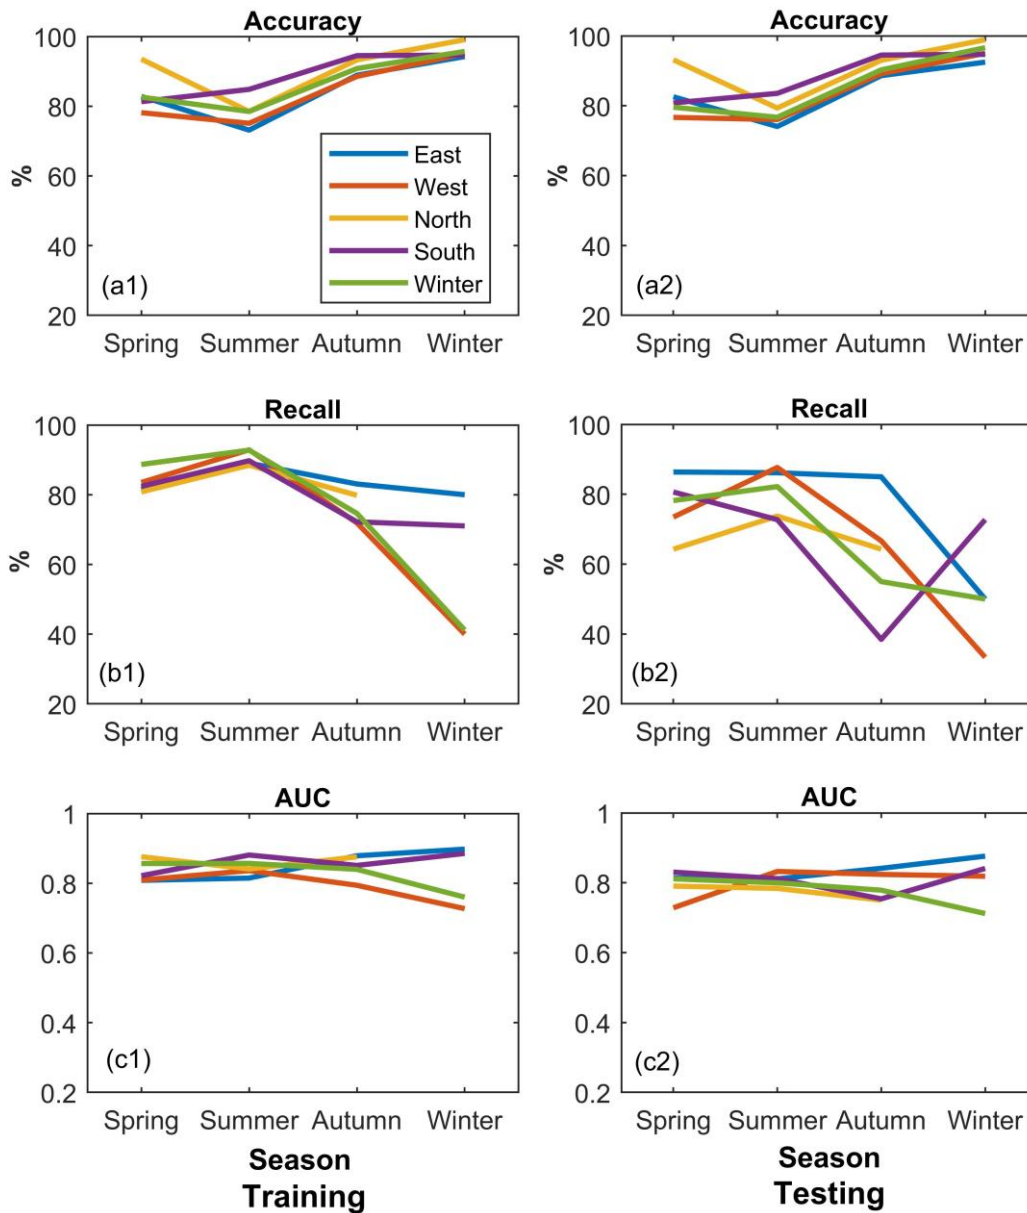 Accuracy
100
80
60
40
20
%
East
West
North
South
Winter
(a1)
Spring Summer Autumn Winter
Accuracy
100
80
60
40
20
%
(a2)
Spring Summer Autumn Winter
Recall
100
80
60
40
20
%
(b1)
Spring Summer Autumn Winter
Recall
100
80
60
40
20
%
(b2)
Spring Summer Autumn Winter
AUC
1
0.8
0.6
0.4
0.2
(c1)
Spring Summer Autumn Winter
Season
Training
AUC
1
0.8
0.6
0.4
0.2
(c2)
Spring Summer Autumn Winter
Season
Testing